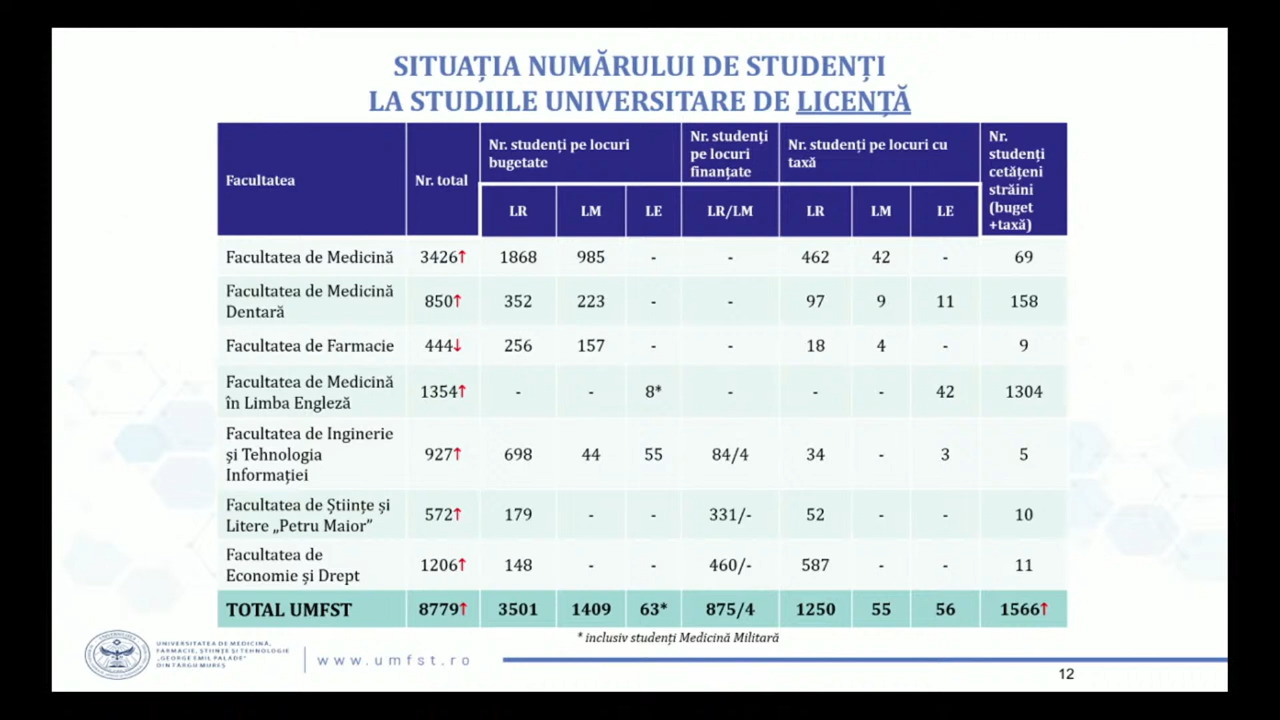 SITUAȚIA NUMĂRULUI DE STUDENȚI
LA STUDIILE UNIVERSITARE DE LICENȚĂ
Facultatea
Nr. total
Nr. studenți pe locuri
bugetate
Nr. studenți
pe locuri
finanțate
Nr. studenți pe locuri cu
taxă
Nr.
studenți
cetățeni
străini
(buget
+taxă)
LR LM LE LR/LM LR LM LE
Facultatea de Medicină 3426↑ 1868 985 - - 462 42 - 69
Facultatea de Medicină
Dentară 850↑ 352 223 - - 97 9 11 158
Facultatea de Farmacie 444↓ 256 157 - - 18 4 - 9
Facultatea de Medicină
în Limba Engleză 1354↑ - - 8* - - - 42 1304
Facultatea de Inginerie
și Tehnologia
Informației 927↑ 698 44 55 84/4 34 - 3 5
Facultatea de Științe și
Litere „Petru Maior” 572↑ 179 - - 331/- 52 - - 10
Facultatea de
Economie și Drept 1206↑ 148 - - 460/- 587 - - 11
TOTAL UMFST 8779↑ 3501 1409 63* 875/4 1250 55 56 1566↑
* inclusiv studenți Medicină Militară
UNIVERSITATEA DE MEDICINĂ,
FARMACIE, ȘTIINȚE ȘI TEHNOLOGIE
„GEORGE EMIL PALADE”
DIN TÂRGU MUREȘ
www.umfst.ro
12